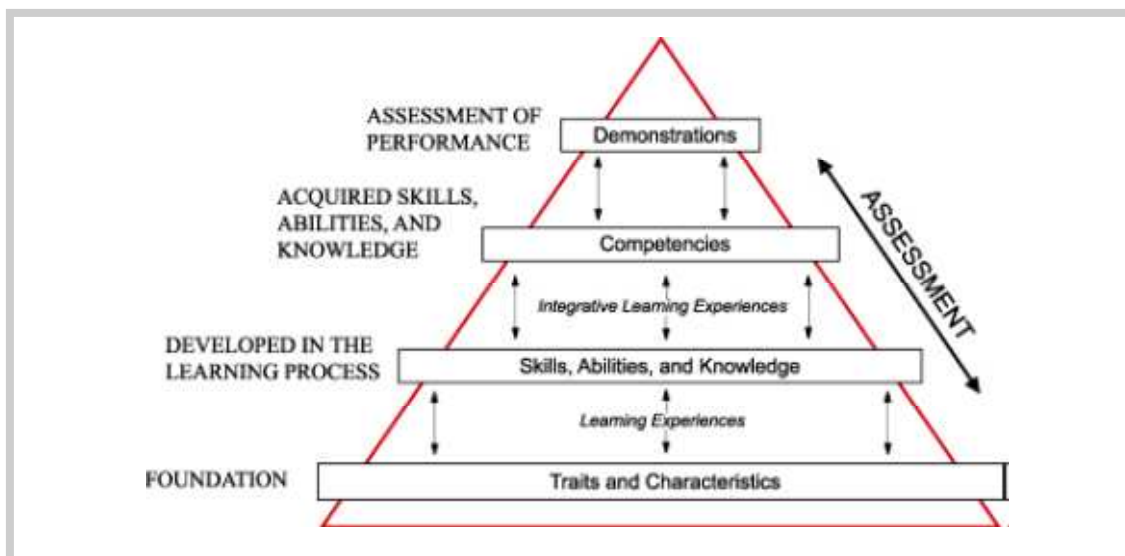 ASSESSMENT OF
PERFORMANCE
Demonstrations
ACQUIRED SKILLS,
ABILITIES, AND
KNOWLEDGE
Competencies
ASSESSMENT
Integrative Learning Experiences
DEVELOPED IN THE
LEARNING PROCESS
Skills, Abilities, and Knowledge
Learning Experiences
FOUNDATION
Traits and Characteristics